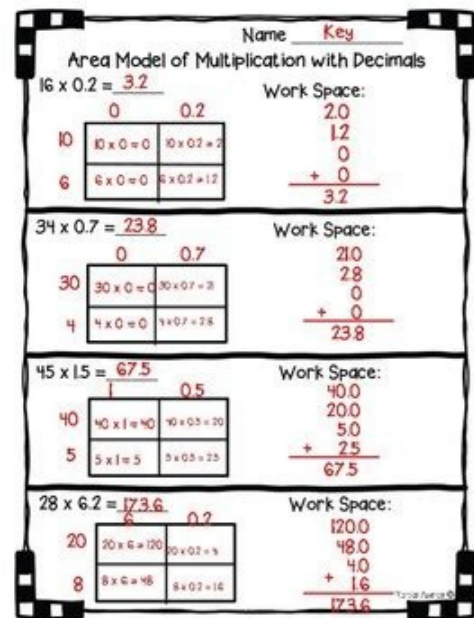 Name Key
Area Model of Multiplication with Decimals
16 x 0.2 = 3.2
Work Space:
0 0.2
10 10 x 0 = 0 10 x 0.2 = 2
6 6 x 0 = 0 6 x 0.2 = 1.2
2.0
1.2
0
+ 0
3.2
34 x 0.7 = 23.8
Work Space:
0 0.7
30 30 x 0 = 0 30 x 0.7 = 21
4 4 x 0 = 0 4 x 0.7 = 2.8
21.0
2.8
0
+ 0
23.8
45 x 1.5 = 67.5
Work Space:
1 0.5
40 40 x 1 = 40 40 x 0.5 = 20
5 5 x 1 = 5 5 x 0.5 = 2.5
40.0
20.0
5.0
+ 2.5
67.5
28 x 6.2 = 173.6
Work Space:
6 0.2
20 20 x 6 = 120 20 x 0.2 = 4
8 8 x 6 = 48 8 x 0.2 = 1.6
120.0
48.0
4.0
+ 1.6
173.6